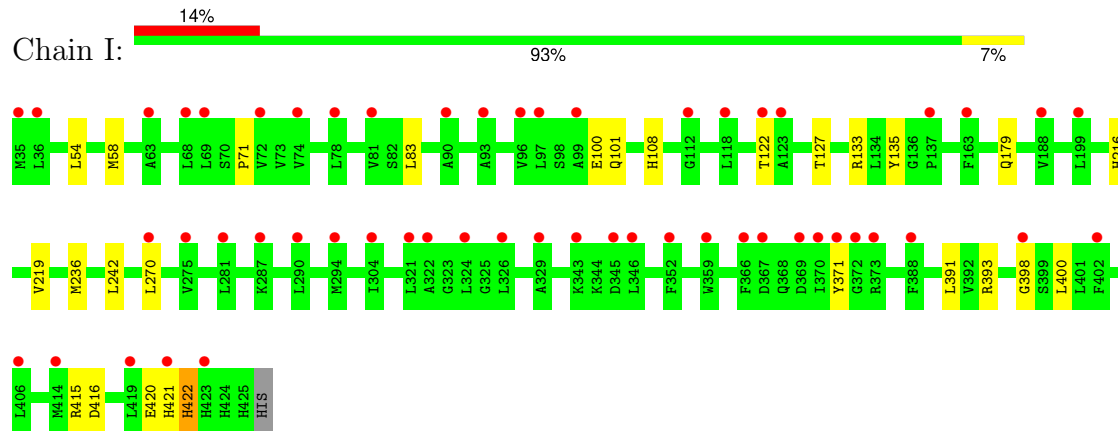 14%
Chain I:
93% 7%
M35 L36 L54 M58 A63 L68 L69 S70 P71 V72 V73 V74 L78 V81 S82 L83 A90 A93 V96 L97 S98 A99 E100 Q101 H108 G112 L118 T122 A123 T127 R133 L134 Y135 G136 P137 F163 Q179 V188 L199 H216
V219 M236 L242 L270 V275 L281 K287 L290 M294 I304 L321 A322 G323 L324 G325 L326 A329 K343 K344 D345 L346 F352 W359 F366 D367 Q368 D369 I370 Y371 G372 R373 F388 L391 V392 R393 G398 S399 L400 L401 F402
L406 M414 R415 D416 L419 E420 H421 H422 H423 H424 H425 HIS